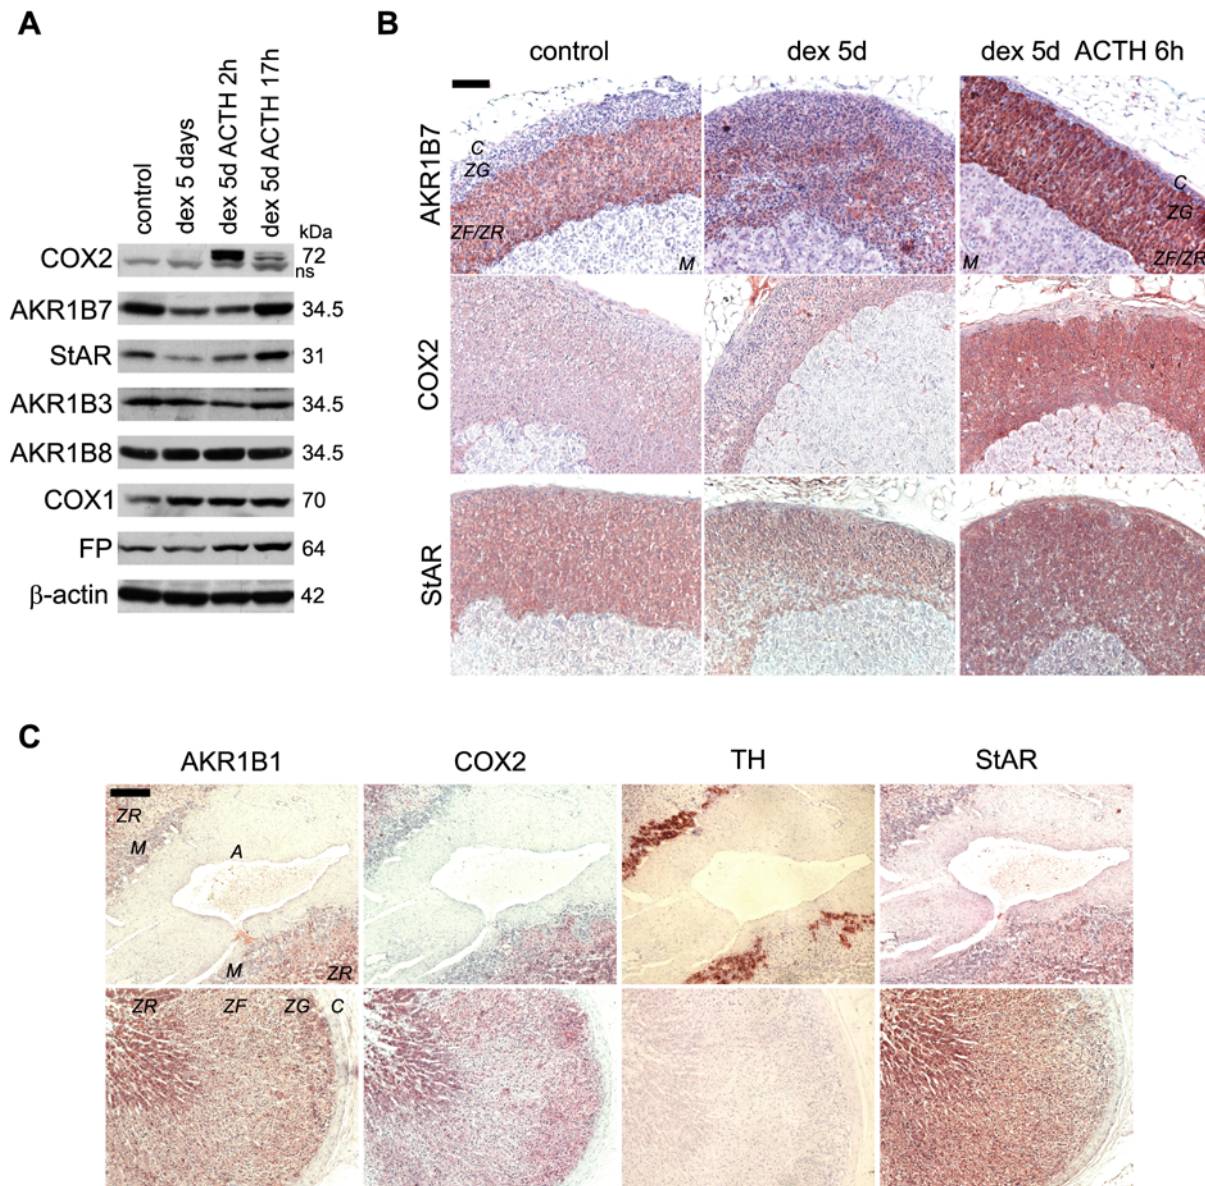 A
control
dex 5 days
dex 5d ACTH 2h
dex 5d ACTH 17h
kDa
COX2
72
ns
AKR1B7
34.5
StAR
31
AKR1B3
34.5
AKR1B8
34.5
COX1
70
FP
64
β-actin
42
B
control
dex 5d
dex 5d ACTH 6h
AKR1B7
C
ZG
ZF/ZR
M
C
ZG
ZF/ZR
M
COX2
StAR
C
AKR1B1
COX2
TH
StAR
ZR
M
A
M
ZR
ZR
ZF
ZG
C